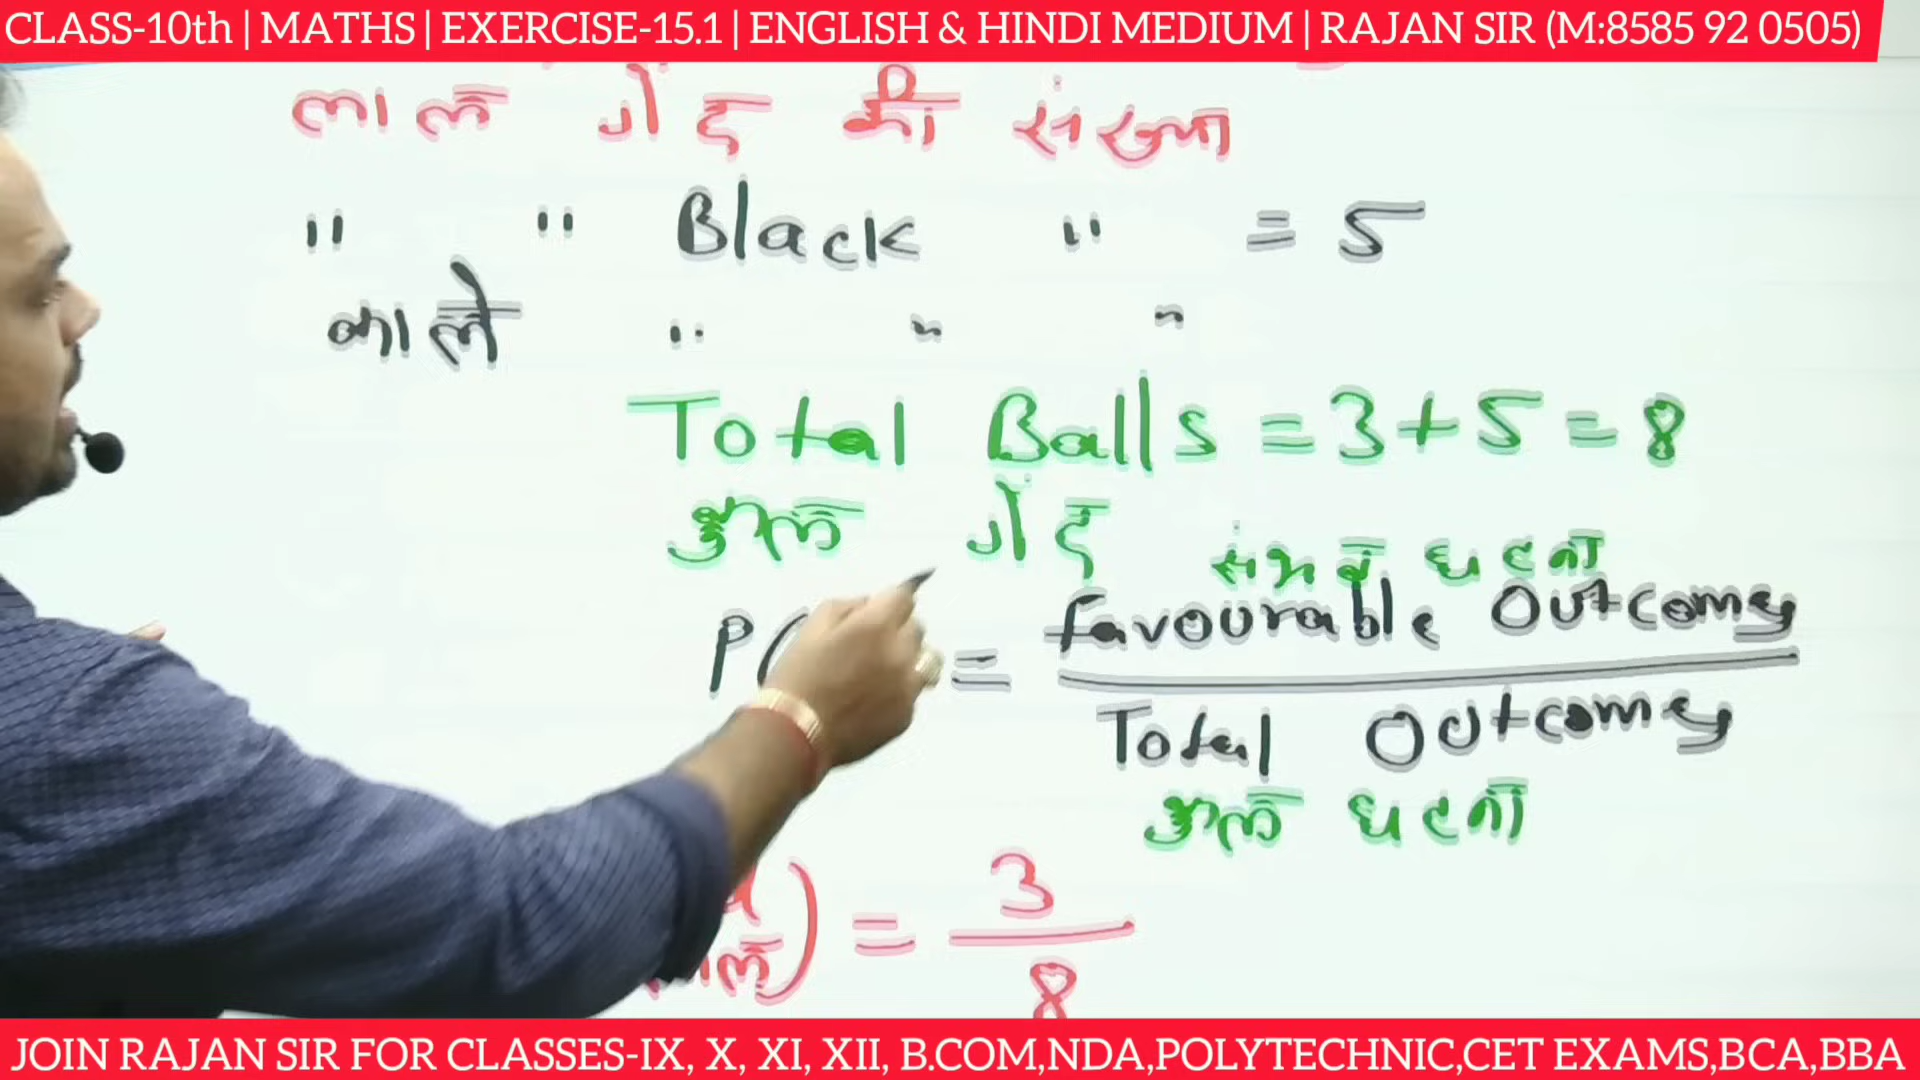 CLASS-10th | MATHS | EXERCISE-15.1 | ENGLISH & HINDI MEDIUM | RAJAN SIR (M:8585 92 0505)
लाल गेंद की संख्या
" " Black " = 5
काले " " "
Total Balls = 3 + 5 = 8
कुल गेंद
संभव घटना
P( = favourable Outcomes
Total Outcomes
कुल घटना
) = 3
8
JOIN RAJAN SIR FOR CLASSES-IX, X, XI, XII, B.COM,NDA,POLYTECHNIC,CET EXAMS,BCA,BBA